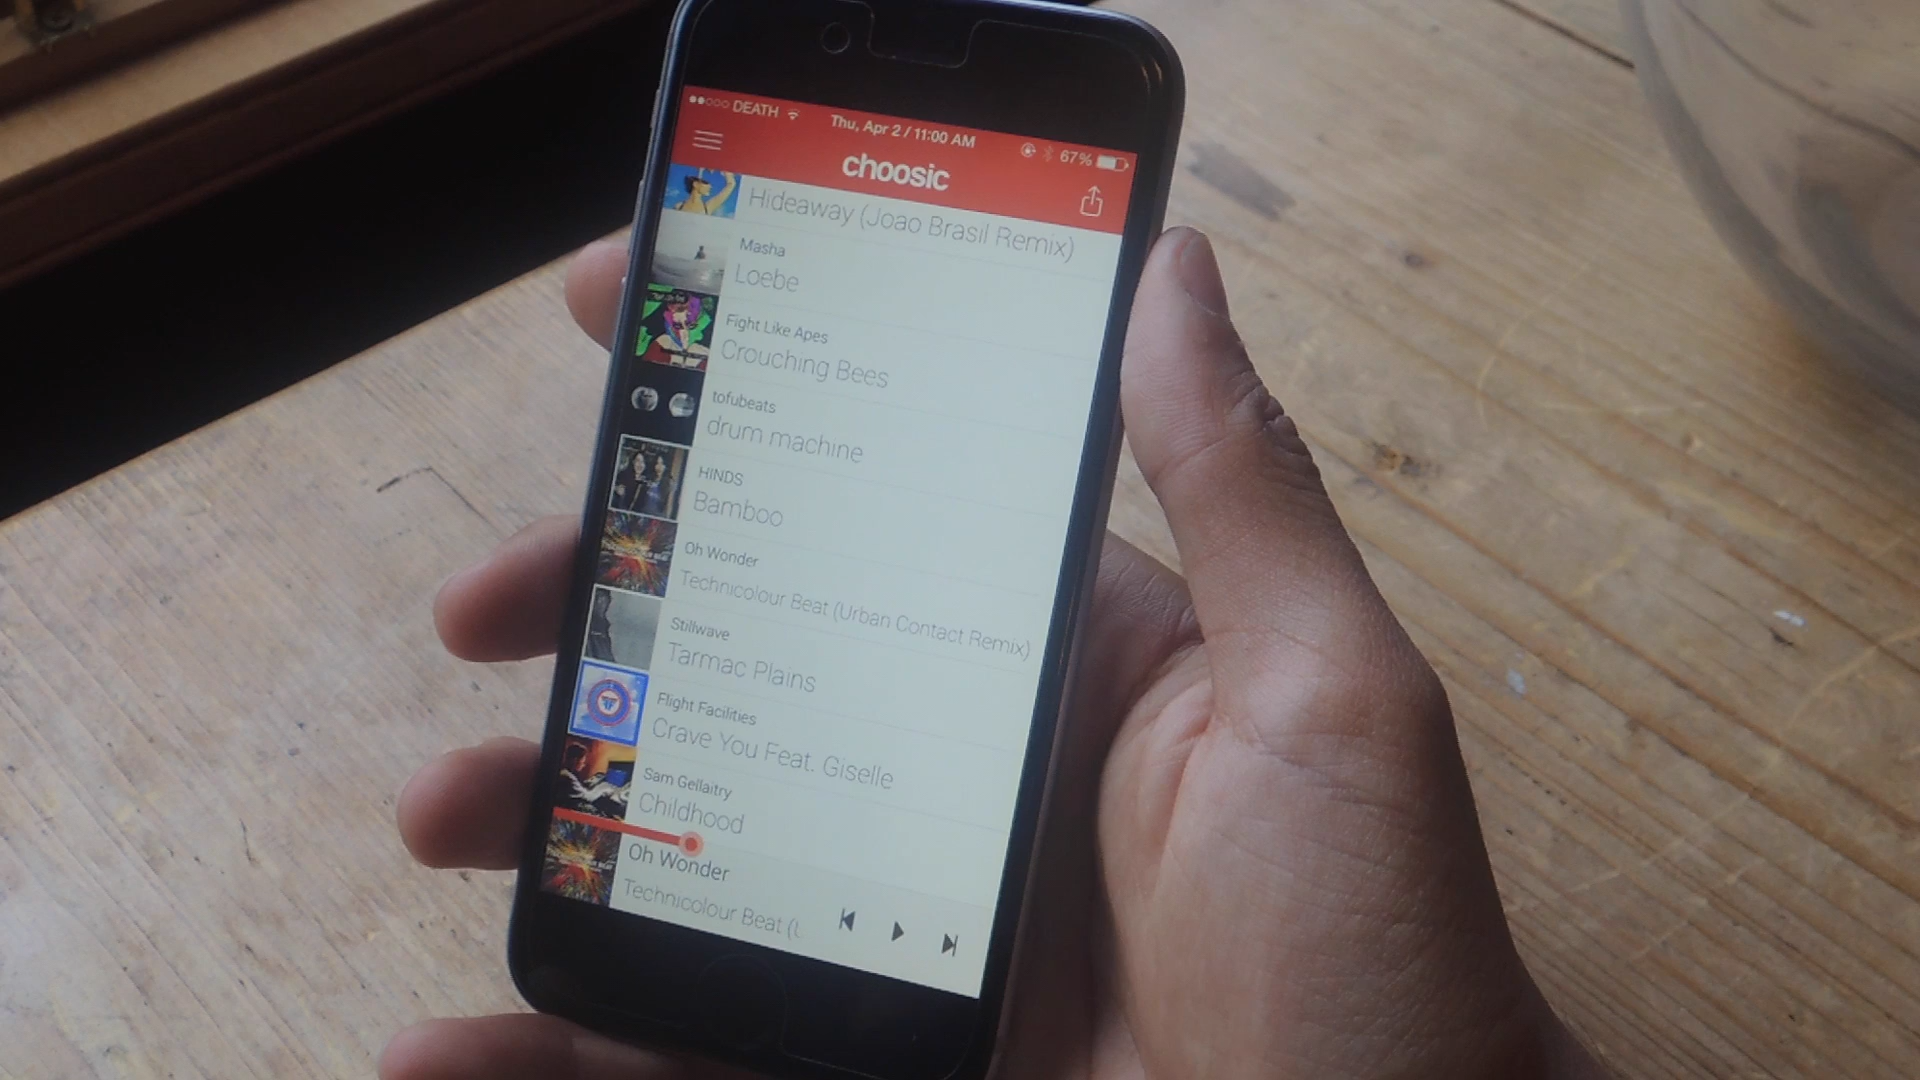 DEATH Thu, Apr 2 / 11:00 AM 67%
choosic
Hideaway (Joao Brasil Remix)
Masha
Loebe
Fight Like Apes
Crouching Bees
tofubeats
drum machine
HINDS
Bamboo
Oh Wonder
Technicolour Beat (Urban Contact Remix)
Stillwave
Tarmac Plains
Flight Facilities
Crave You Feat. Giselle
Sam Gellaitry
Childhood
Oh Wonder
Technicolour Beat (